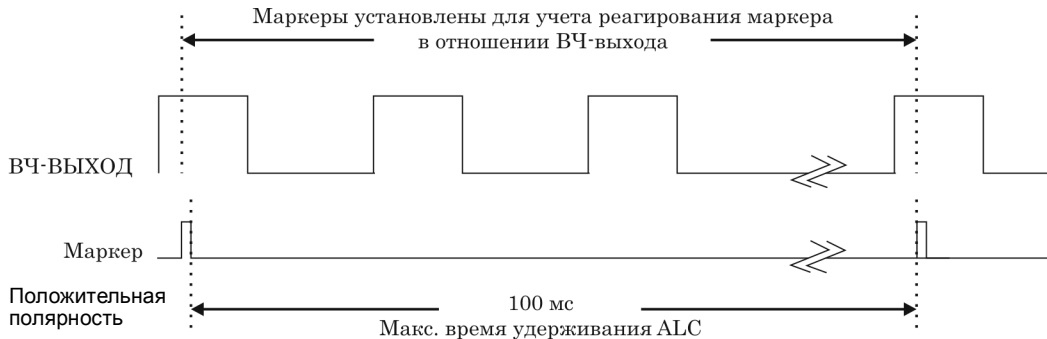 Маркеры установлены для учета реагирования маркера
в отношении ВЧ-выхода
ВЧ-ВЫХОД
Маркер
Положительная
полярность
100 мс
Макс. время удерживания ALC